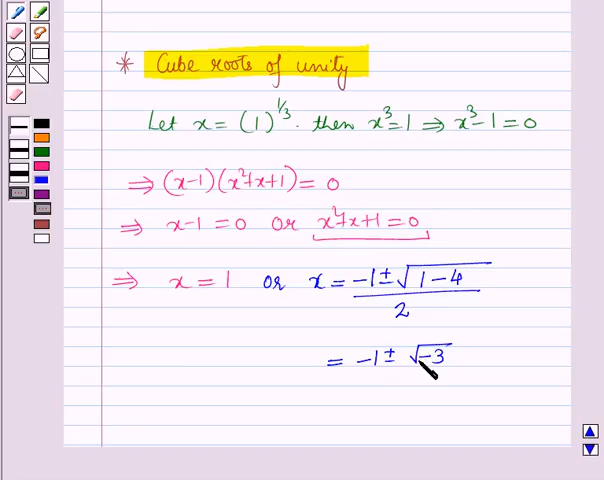 * Cube roots of unity
Let x = (1)^1/3. then x³=1 ⇒ x³-1=0
⇒ (x-1)(x²+x+1)=0
⇒ x-1=0 or x²+x+1=0
⇒ x=1 or x= -1±√1-4
2
= -1± √-3